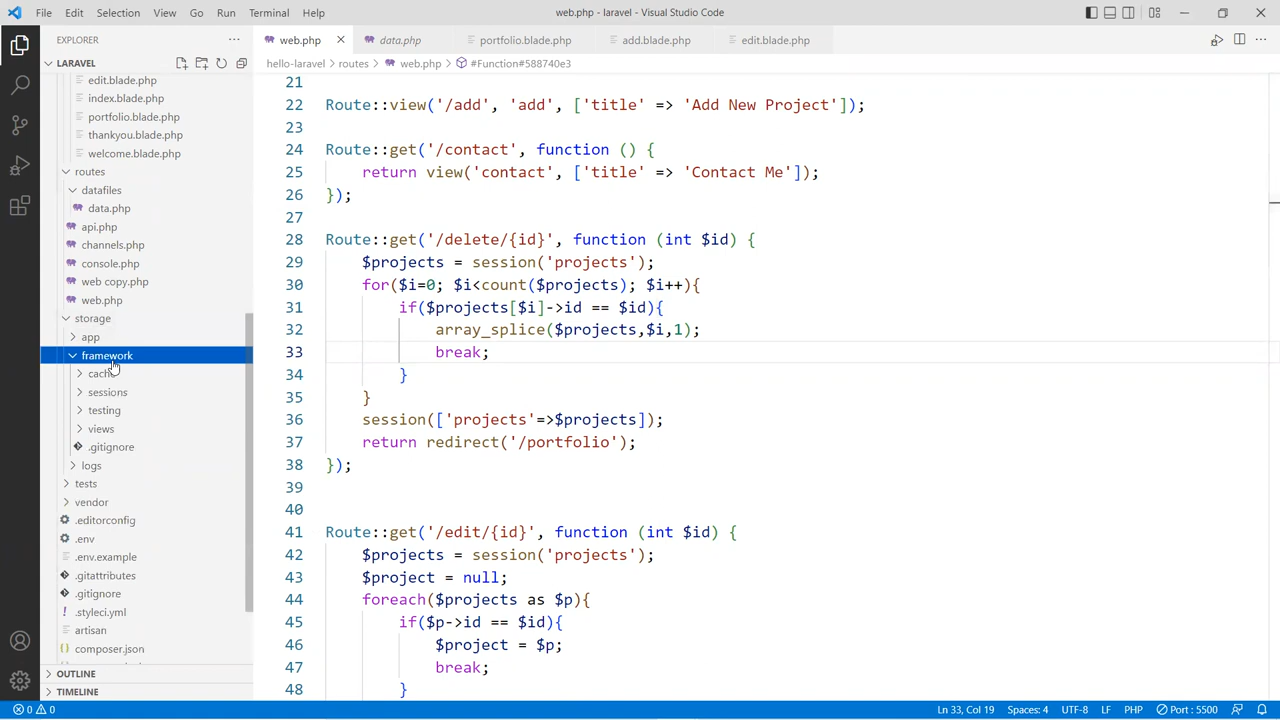 File Edit Selection View Go Run Terminal Help
web.php - laravel - Visual Studio Code
EXPLORER
LARAVEL
edit.blade.php
index.blade.php
portfolio.blade.php
thankyou.blade.php
welcome.blade.php
routes
datafiles
data.php
api.php
channels.php
console.php
web copy.php
web.php
storage
app
framework
sessions
testing
views
.gitignore
logs
tests
vendor
.editorconfig
.env
.env.example
.gitattributes
.gitignore
.styleci.yml
artisan
composer.json
OUTLINE
TIMELINE
web.php data.php portfolio.blade.php add.blade.php edit.blade.php
hello-laravel > routes > web.php > #Function#588740e3
21
22 Route::view('/add', 'add', ['title' => 'Add New Project']);
23
24 Route::get('/contact', function () {
25 return view('contact', ['title' => 'Contact Me']);
26 });
27
28 Route::get('/delete/{id}', function (int $id) {
29 $projects = session('projects');
30 for($i=0; $i<count($projects); $i++){
31 if($projects[$i]->id == $id){
32 array_splice($projects,$i,1);
33 break;
34 }
35 }
36 session(['projects'=>$projects]);
37 return redirect('/portfolio');
38 });
39
40
41 Route::get('/edit/{id}', function (int $id) {
42 $projects = session('projects');
43 $project = null;
44 foreach($projects as $p){
45 if($p->id == $id){
46 $project = $p;
47 break;
48 }
0 0
Ln 33, Col 19 Spaces: 4 UTF-8 LF PHP Port : 5500